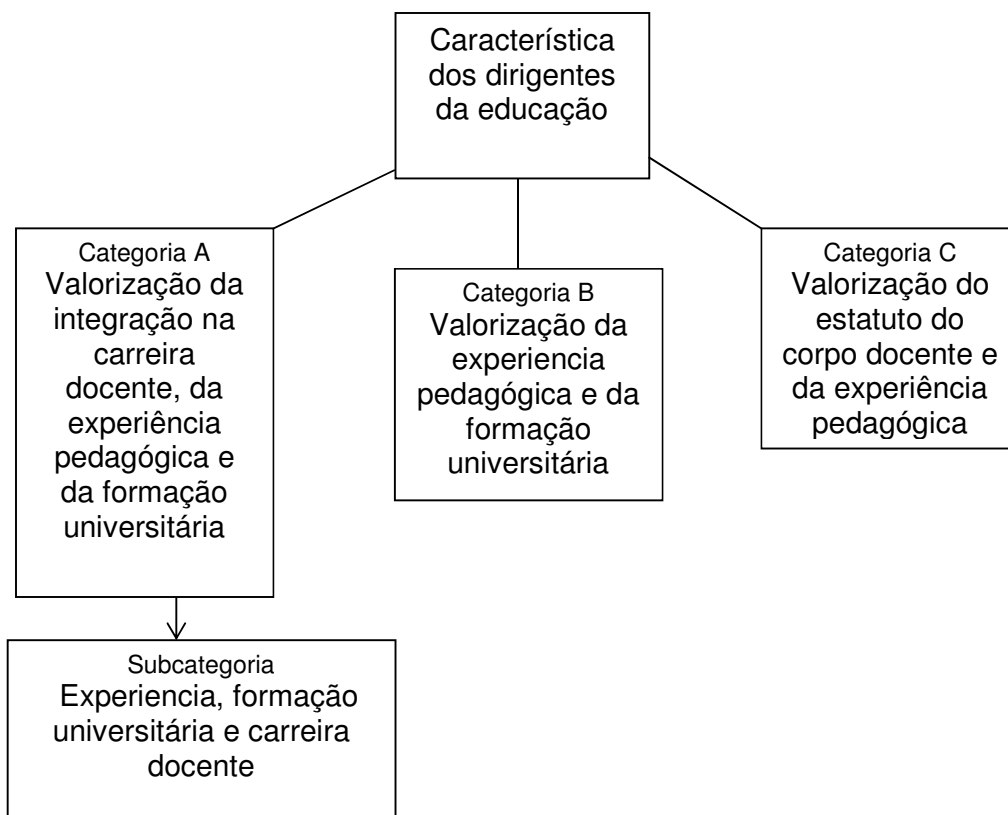 Característica
dos dirigentes
da educação
Categoria A
Valorização da
integração na
carreira
docente, da
experiência
pedagógica e
da formação
universitária
Categoria B
Valorização da
experiencia
pedagógica e da
formação
universitária
Categoria C
Valorização do
estatuto do
corpo docente e
da experiência
pedagógica
Subcategoria
Experiencia, formação
universitária e carreira
docente